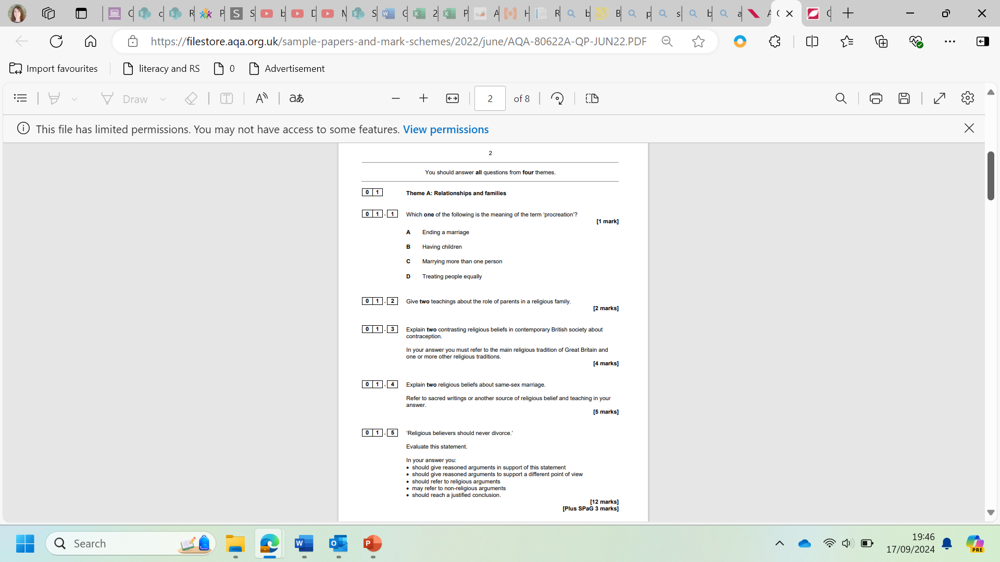 C c R P S S b D M S G 2 P A H R b B p s b a A C C
https://filestore.aqa.org.uk/sample-papers-and-mark-schemes/2022/june/AQA-80622A-QP-JUN22.PDF
Import favourites literacy and RS 0 Advertisement
Draw T A aあ 2 of 8
This file has limited permissions. You may not have access to some features. View permissions
2
You should answer all questions from four themes.
0 1 Theme A: Relationships and families
0 1 . 1 Which one of the following is the meaning of the term ‘procreation’?
[1 mark]
A Ending a marriage
B Having children
C Marrying more than one person
D Treating people equally
0 1 . 2 Give two teachings about the role of parents in a religious family.
[2 marks]
0 1 . 3 Explain two contrasting religious beliefs in contemporary British society about
contraception.
In your answer you must refer to the main religious tradition of Great Britain and
one or more other religious traditions.
[4 marks]
0 1 . 4 Explain two religious beliefs about same-sex marriage.
Refer to sacred writings or another source of religious belief and teaching in your
answer.
[5 marks]
0 1 . 5 ‘Religious believers should never divorce.’
Evaluate this statement.
In your answer you:
• should give reasoned arguments in support of this statement
• should give reasoned arguments to support a different point of view
• should refer to religious arguments
• may refer to non-religious arguments
• should reach a justified conclusion.
[12 marks]
[Plus SPaG 3 marks]
Search
19:46
17/09/2024
PRE